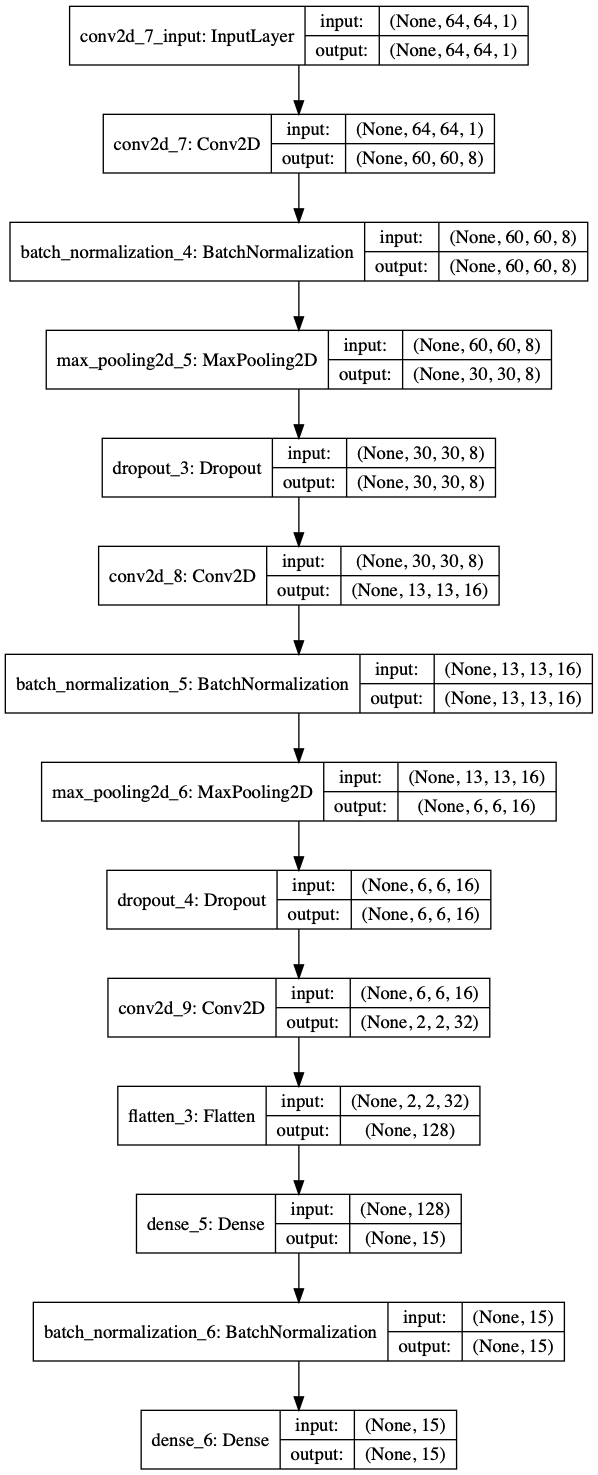 conv2d_7_input: InputLayer
input: (None, 64, 64, 1)
output: (None, 64, 64, 1)
conv2d_7: Conv2D
input: (None, 64, 64, 1)
output: (None, 60, 60, 8)
batch_normalization_4: BatchNormalization
input: (None, 60, 60, 8)
output: (None, 60, 60, 8)
max_pooling2d_5: MaxPooling2D
input: (None, 60, 60, 8)
output: (None, 30, 30, 8)
dropout_3: Dropout
input: (None, 30, 30, 8)
output: (None, 30, 30, 8)
conv2d_8: Conv2D
input: (None, 30, 30, 8)
output: (None, 13, 13, 16)
batch_normalization_5: BatchNormalization
input: (None, 13, 13, 16)
output: (None, 13, 13, 16)
max_pooling2d_6: MaxPooling2D
input: (None, 13, 13, 16)
output: (None, 6, 6, 16)
dropout_4: Dropout
input: (None, 6, 6, 16)
output: (None, 6, 6, 16)
conv2d_9: Conv2D
input: (None, 6, 6, 16)
output: (None, 2, 2, 32)
flatten_3: Flatten
input: (None, 2, 2, 32)
output: (None, 128)
dense_5: Dense
input: (None, 128)
output: (None, 15)
batch_normalization_6: BatchNormalization
input: (None, 15)
output: (None, 15)
dense_6: Dense
input: (None, 15)
output: (None, 15)